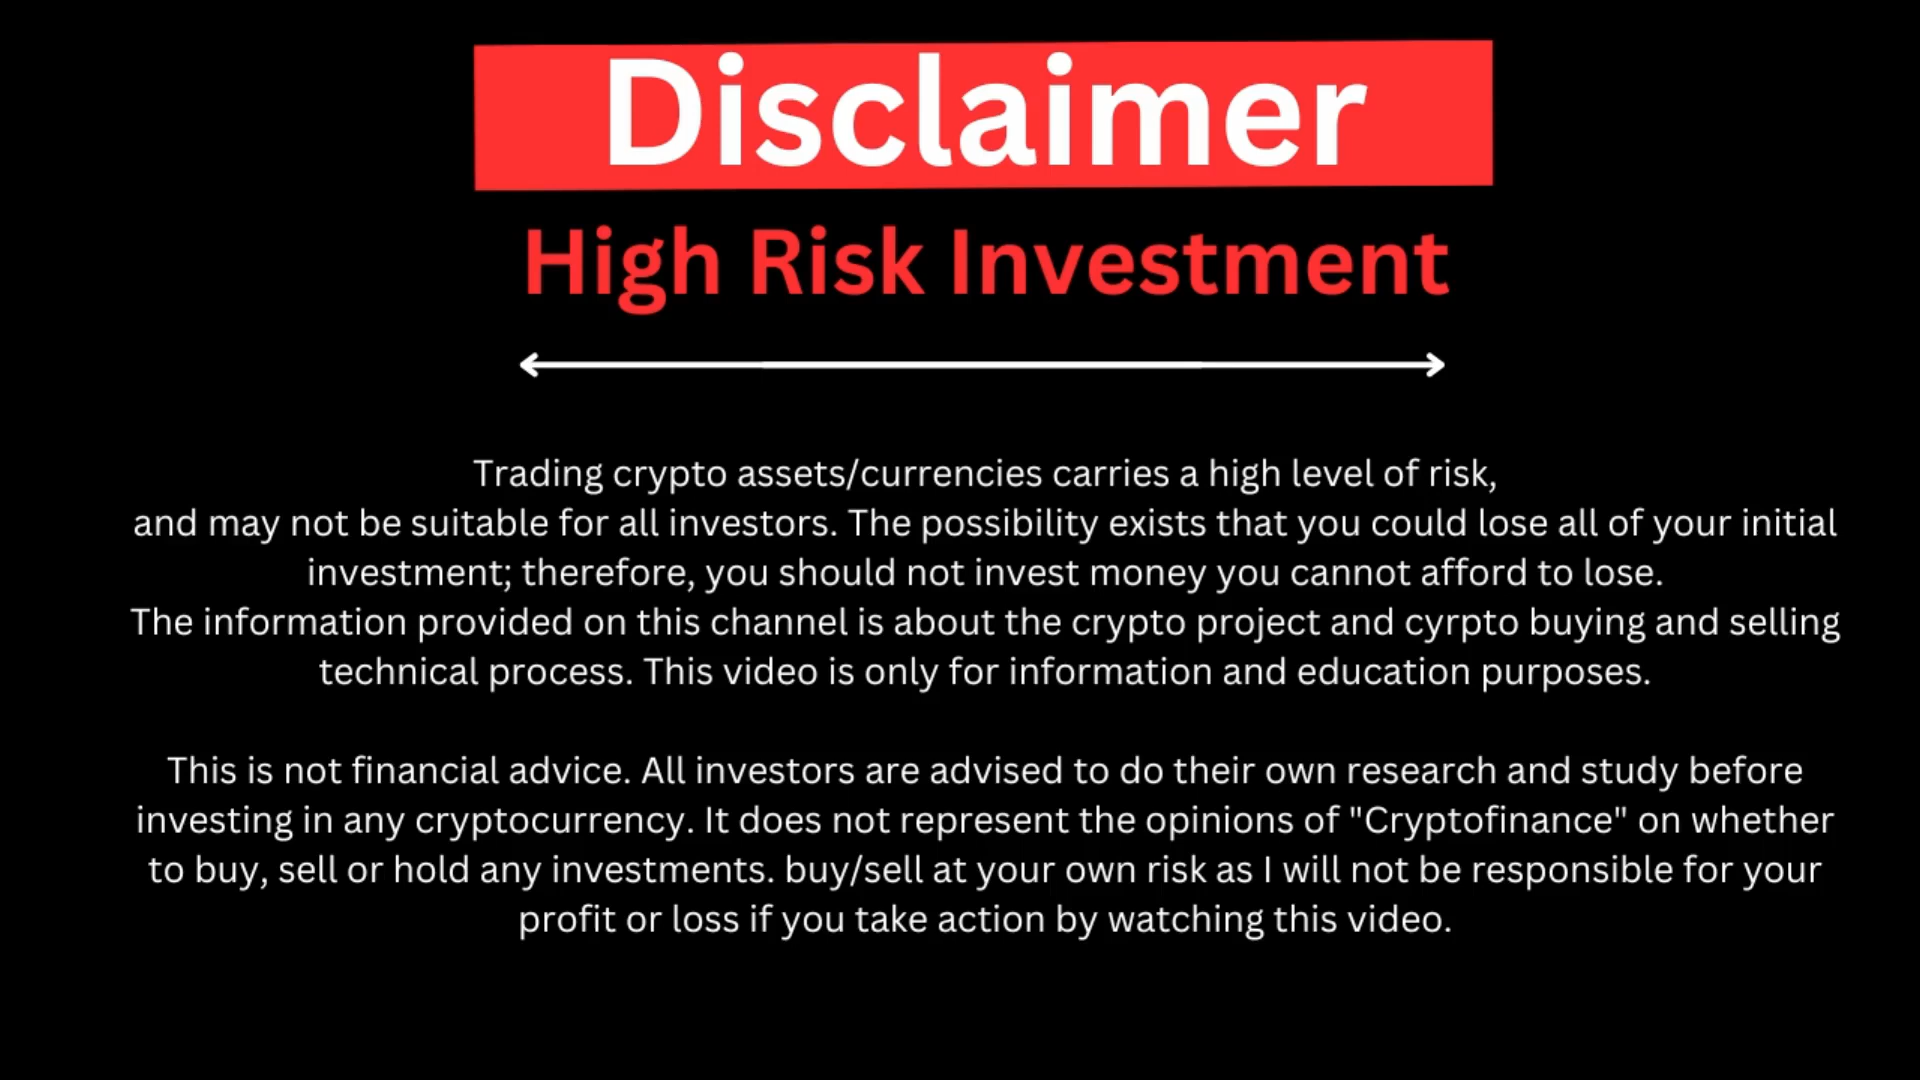 Disclaimer
High Risk Investment
Trading crypto assets/currencies carries a high level of risk,
and may not be suitable for all investors. The possibility exists that you could lose all of your initial
investment; therefore, you should not invest money you cannot afford to lose.
The information provided on this channel is about the crypto project and cyrpto buying and selling
technical process. This video is only for information and education purposes.
This is not financial advice. All investors are advised to do their own research and study before
investing in any cryptocurrency. It does not represent the opinions of "Cryptofinance" on whether
to buy, sell or hold any investments. buy/sell at your own risk as I will not be responsible for your
profit or loss if you take action by watching this video.